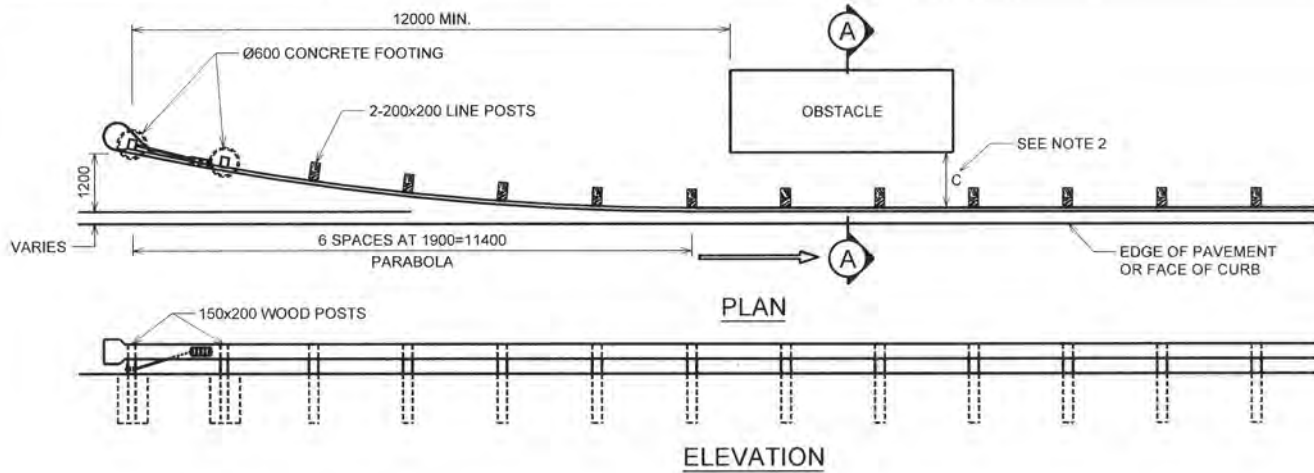 12000 MIN.
Ø600 CONCRETE FOOTING
A
2-200x200 LINE POSTS
OBSTACLE
SEE NOTE 2
1200
C
VARIES
6 SPACES AT 1900=11400
PARABOLA
A
EDGE OF PAVEMENT
OR FACE OF CURB
PLAN
150x200 WOOD POSTS
ELEVATION